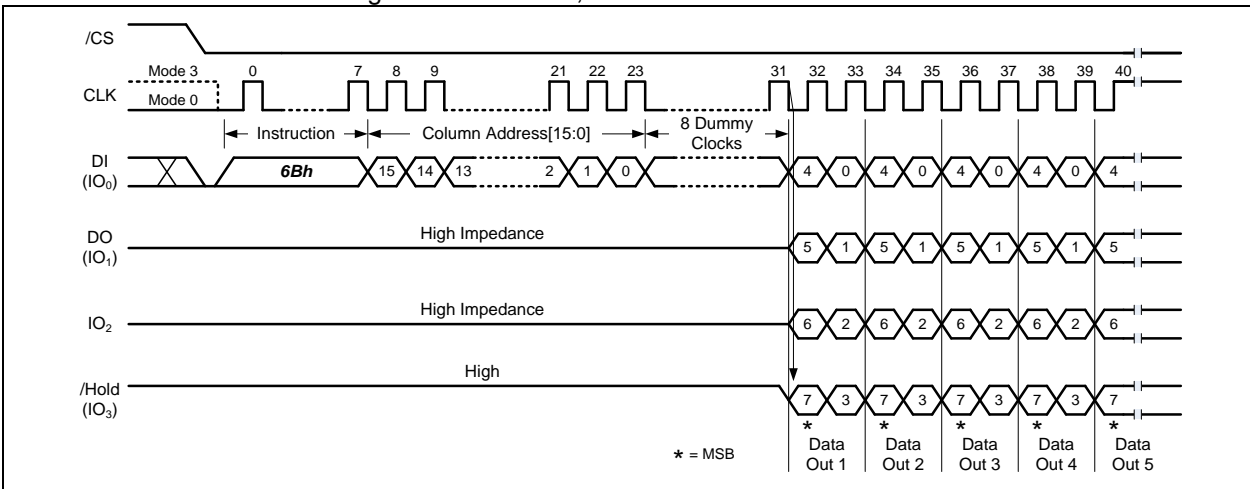 /CS
Mode 3 0 7 8 9 21 22 23 31 32 33 34 35 36 37 38 39 40
CLK
Mode 0
Instruction Column Address[15:0] 8 Dummy
Clocks
DI
(IO0)
6Bh 15 14 13 2 1 0 4 0 4 0 4 0 4 0 4
DO
(IO1)
High Impedance
5 1 5 1 5 1 5 1 5
IO2
High Impedance
6 2 6 2 6 2 6 2 6
/Hold
(IO3)
High
7 3 7 3 7 3 7 3 7
* * * * *
* = MSB
Data Data Data Data Data
Out 1 Out 2 Out 3 Out 4 Out 5